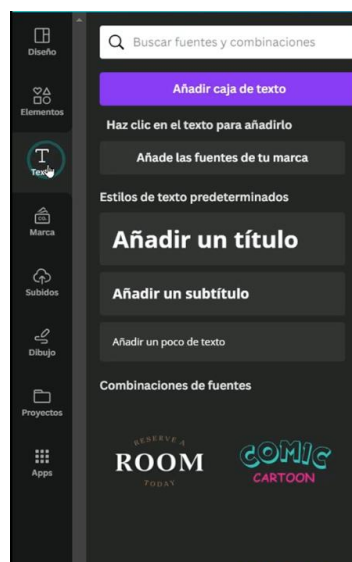 Diseño
Elementos
Texto
Marca
Subidos
Dibujo
Proyectos
Apps
Buscar fuentes y combinaciones
Añadir caja de texto
Haz clic en el texto para añadirlo
Añade las fuentes de tu marca
Estilos de texto predeterminados
Añadir un título
Añadir un subtítulo
Añadir un poco de texto
Combinaciones de fuentes
RESERVE A
ROOM
TODAY
COMIC
CARTOON